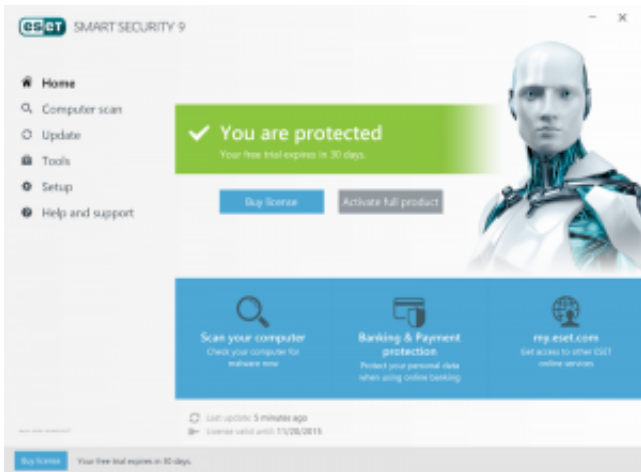 eset SMART SECURITY 9
Home
Computer scan
Update
Tools
Setup
Help and support
You are protected
Your free trial expires in 30 days.
Buy license
Activate full product
Scan your computer
Check your computer for
malware now
Banking & Payment
protection
Protect your personal data
when using online banking
my.eset.com
Get access to other ESET
online services
Last update: 5 minutes ago
License valid until: 11/28/2015
Buy license
Your free trial expires in 30 days.